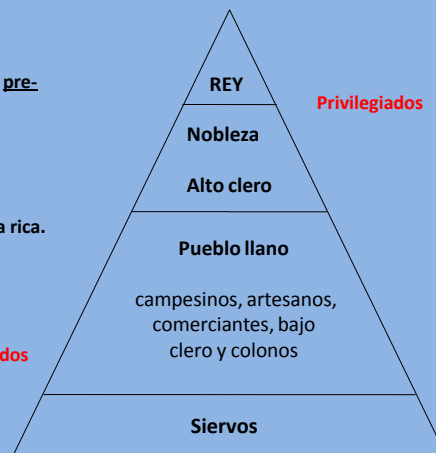 pre-
REY
Privilegiados
Nobleza
Alto clero
a rica.
Pueblo llano
campesinos, artesanos,
comerciantes, bajo
clero y colonos
dos
Siervos